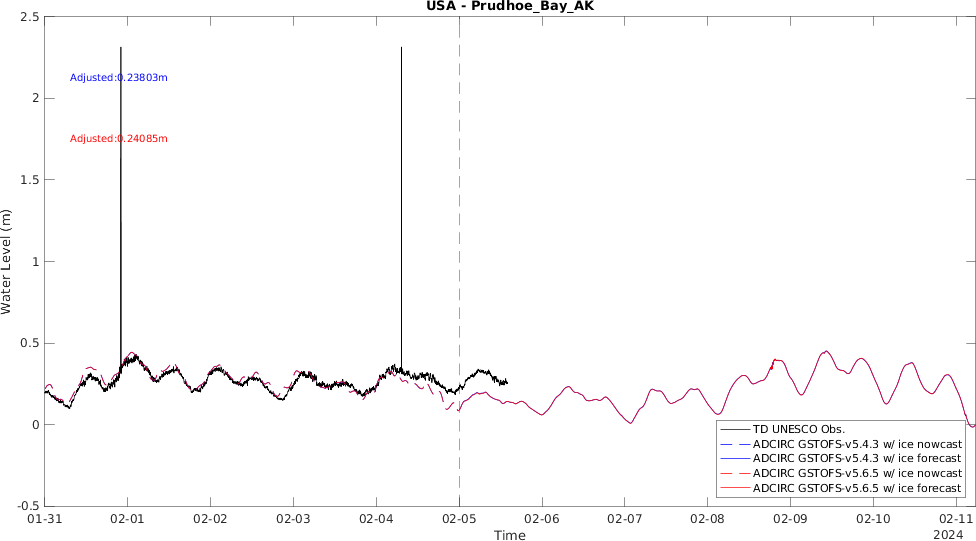 USA - Prudhoe_Bay_AK
2.5
2
1.5
1
0.5
0
-0.5
Water Level (m)
Adjusted:0.23803m
Adjusted:0.24085m
TD UNESCO Obs.
ADCIRC GSTOFS-v5.4.3 w/ ice nowcast
ADCIRC GSTOFS-v5.4.3 w/ ice forecast
ADCIRC GSTOFS-v5.6.5 w/ ice nowcast
ADCIRC GSTOFS-v5.6.5 w/ ice forecast
01-31 02-01 02-02 02-03 02-04 02-05 02-06 02-07 02-08 02-09 02-10 02-11
2024
Time